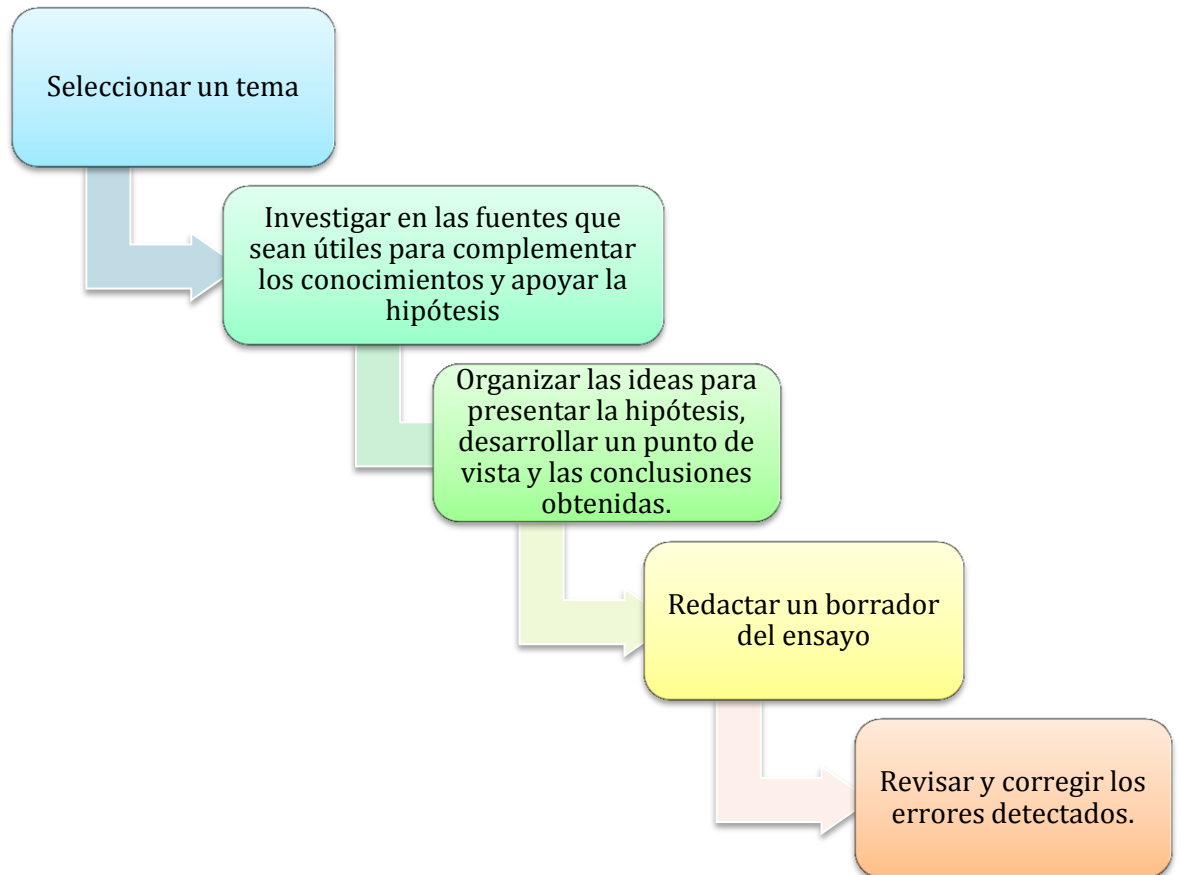 Seleccionar un tema
Investigar en las fuentes que
sean útiles para complementar
los conocimientos y apoyar la
hipótesis
Organizar las ideas para
presentar la hipótesis,
desarrollar un punto de
vista y las conclusiones
obtenidas.
Redactar un borrador
del ensayo
Revisar y corregir los
errores detectados.